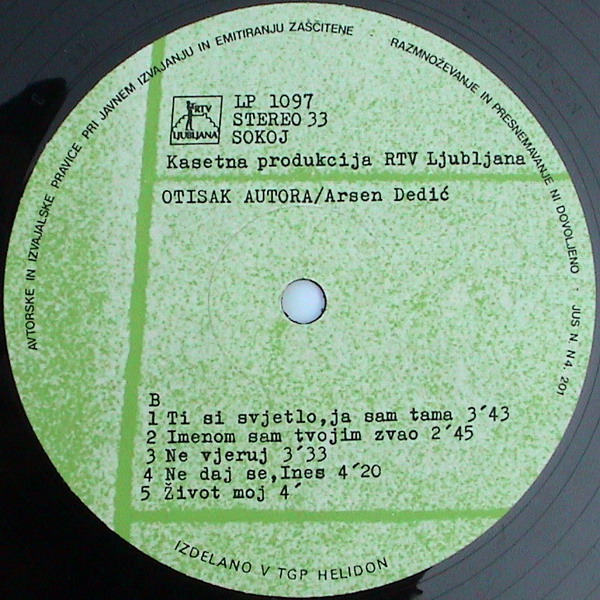 AVTORSKE IN IZVAJALSKE PRAVICE PRI JAVNEM IZVAJANJU IN EMITIRANJU ZAŠČITENE
RAZMNOŽEVANJE IN PRESNEMAVANJE NI DOVOLJENO · JUS N. N4. 201
RTV
LJUBLJANA
LP 1097
STEREO 33
SOKOJ
Kasetna produkcija RTV Ljubljana
OTISAK AUTORA/Arsen Dedić
B
1 Ti si svjetlo,ja sam tama 3´43
2 Imenom sam tvojim zvao 2´45
3 Ne vjeruj 3´33
4 Ne daj se,Ines 4´20
5 Život moj 4´
IZDELANO V TGP HELIDON